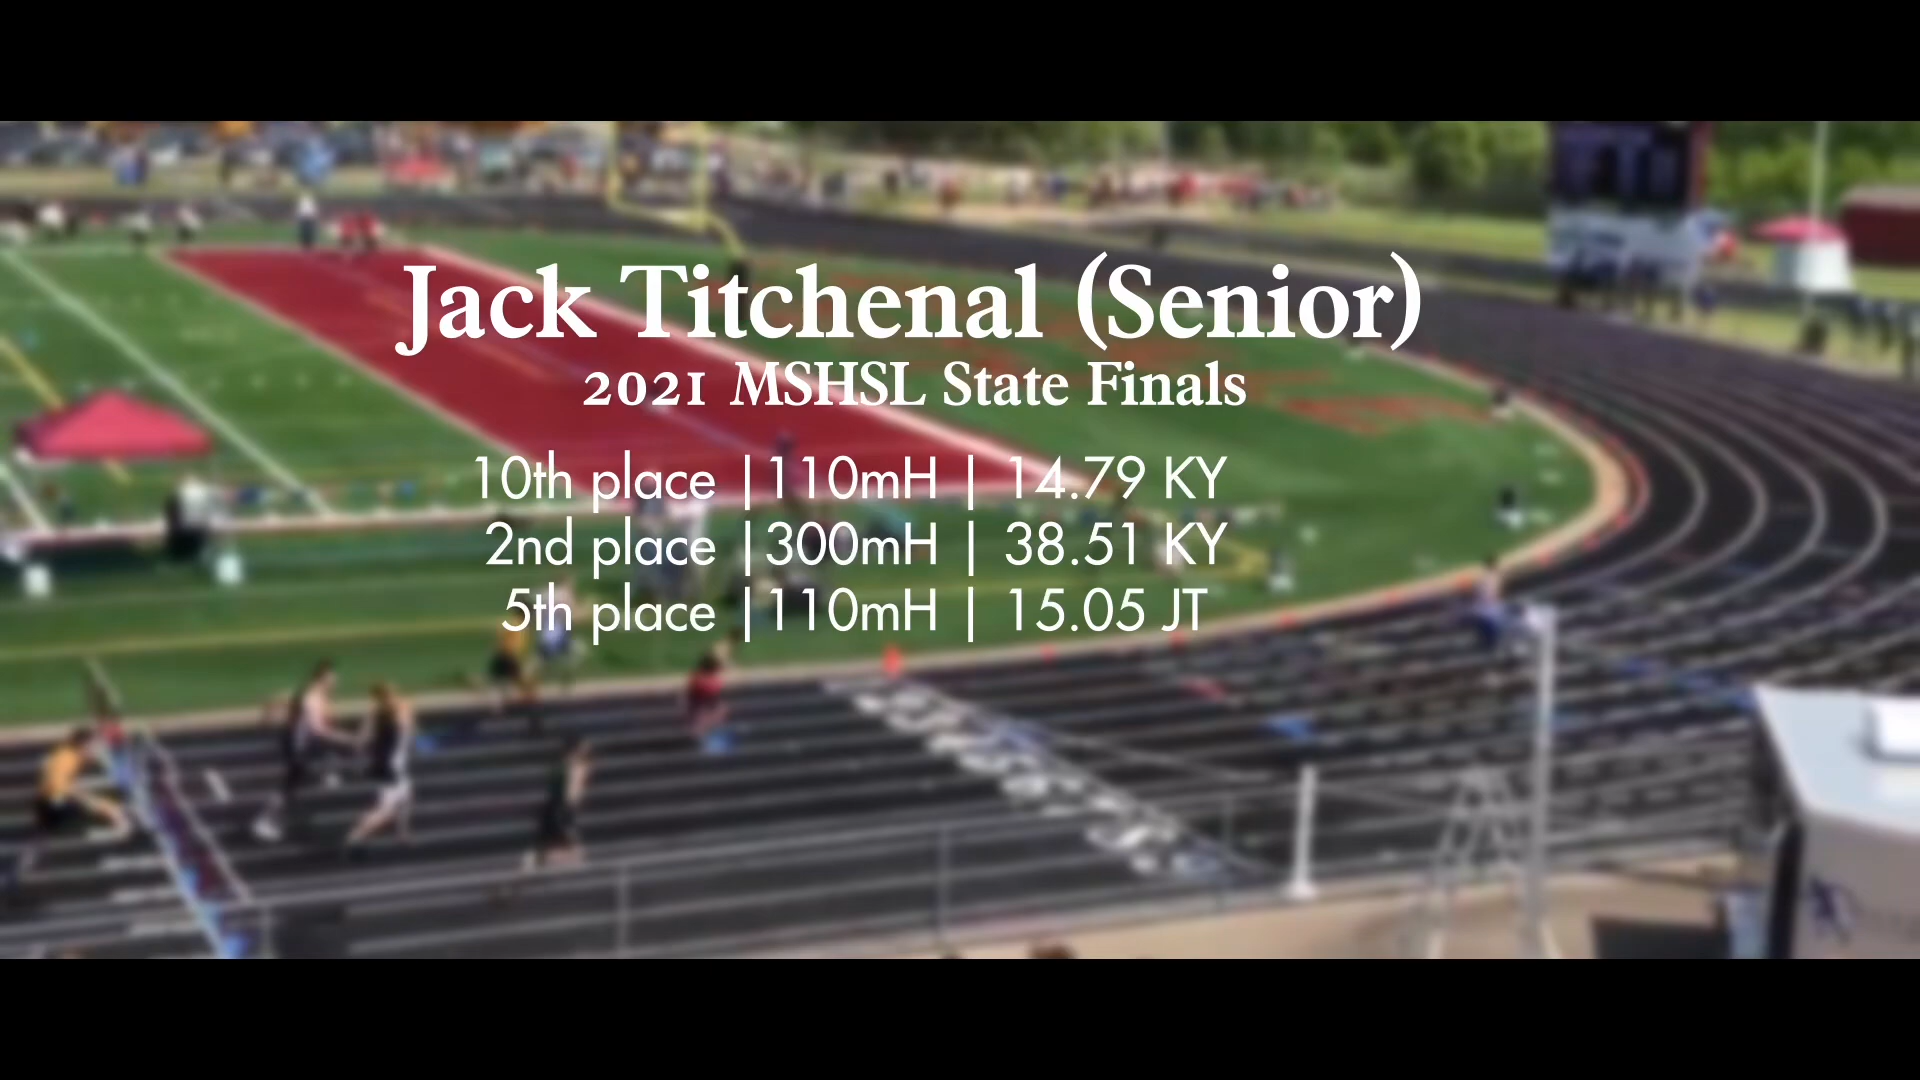 Jack Titchenal (Senior)
2021 MSHSL State Finals
10th place | 110mH | 14.79 KY
2nd place | 300mH | 38.51 KY
5th place | 110mH | 15.05 JT